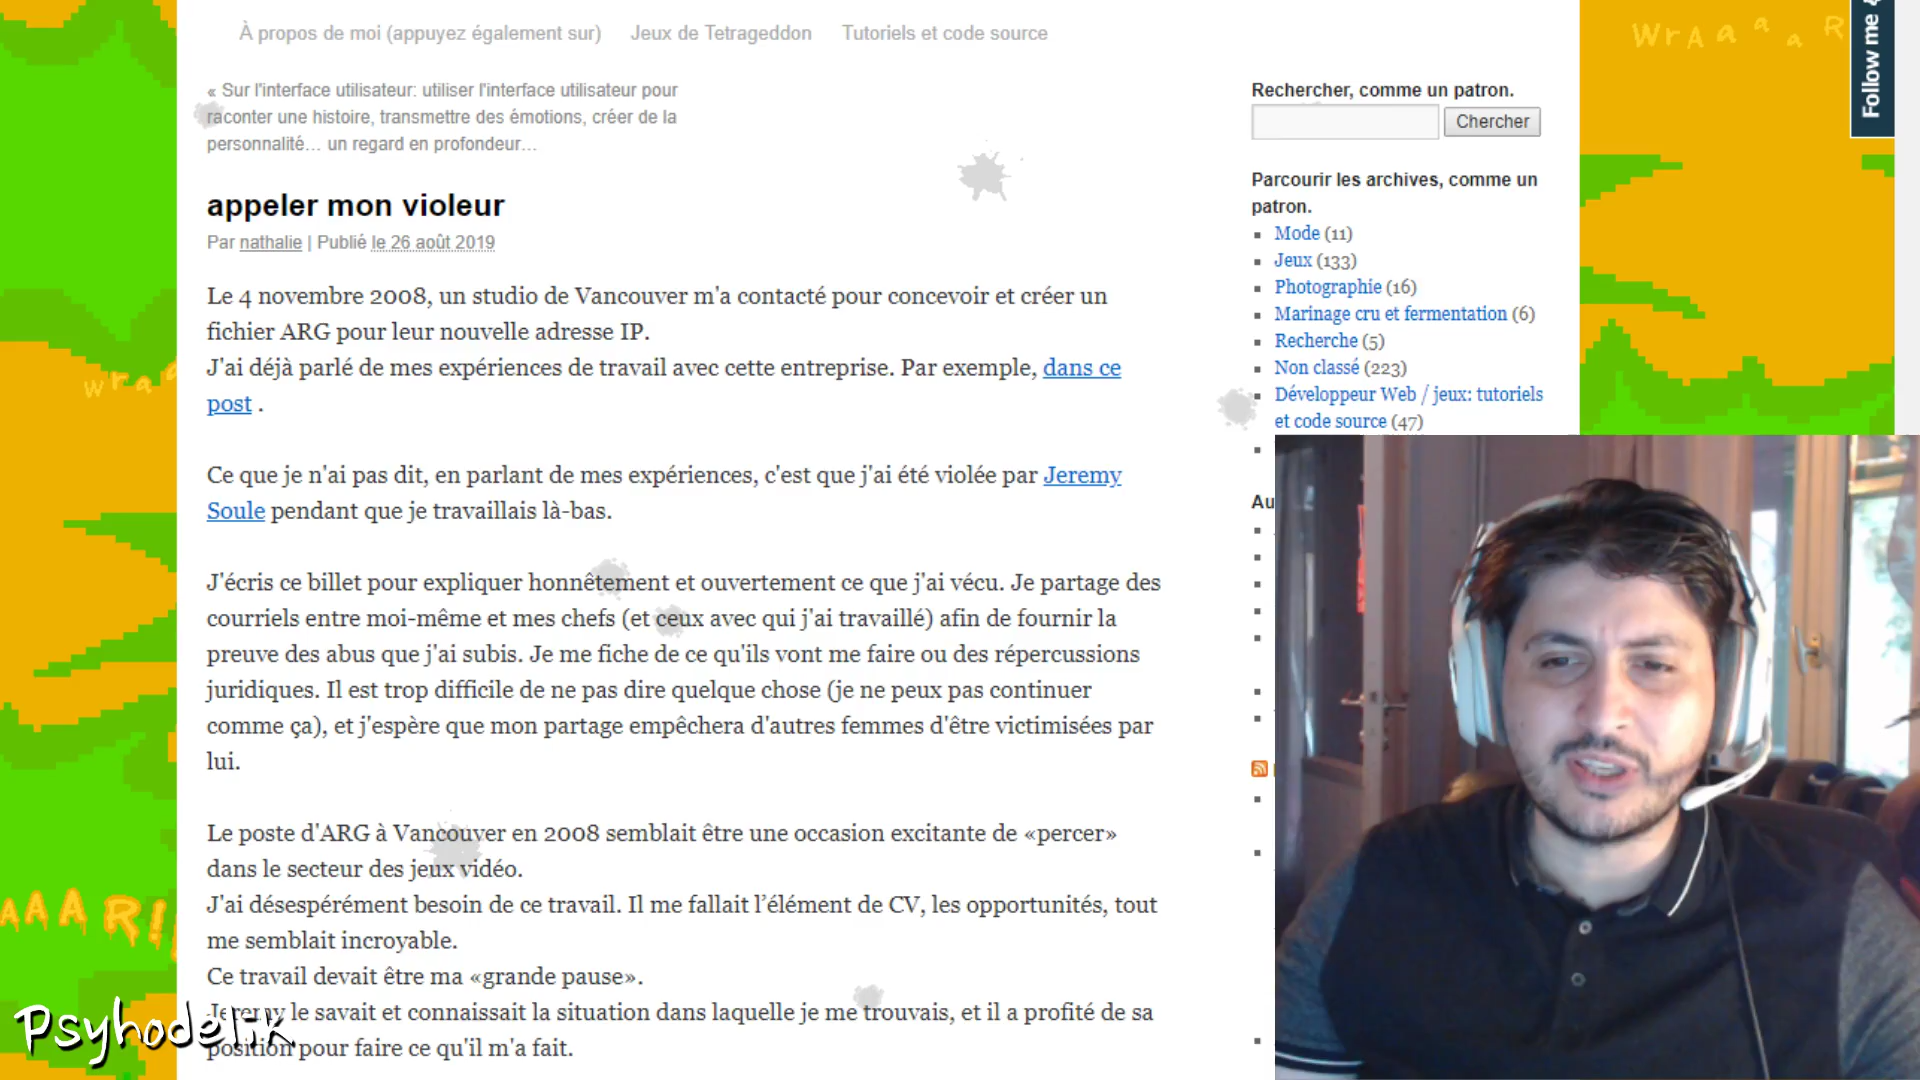 À propos de moi (appuyez également sur) Jeux de Tetrageddon Tutoriels et code source
« Sur l'interface utilisateur: utiliser l'interface utilisateur pour
raconter une histoire, transmettre des émotions, créer de la
personnalité… un regard en profondeur…
appeler mon violeur
Par nathalie | Publié le 26 août 2019
Le 4 novembre 2008, un studio de Vancouver m'a contacté pour concevoir et créer un
fichier ARG pour leur nouvelle adresse IP.
J'ai déjà parlé de mes expériences de travail avec cette entreprise. Par exemple, dans ce
post .
Ce que je n'ai pas dit, en parlant de mes expériences, c'est que j'ai été violée par Jeremy
Soule pendant que je travaillais là-bas.
J'écris ce billet pour expliquer honnêtement et ouvertement ce que j'ai vécu. Je partage des
courriels entre moi-même et mes chefs (et ceux avec qui j'ai travaillé) afin de fournir la
preuve des abus que j'ai subis. Je me fiche de ce qu'ils vont me faire ou des répercussions
juridiques. Il est trop difficile de ne pas dire quelque chose (je ne peux pas continuer
comme ça), et j'espère que mon partage empêchera d'autres femmes d'être victimisées par
lui.
Le poste d'ARG à Vancouver en 2008 semblait être une occasion excitante de «percer»
dans le secteur des jeux vidéo.
J'ai désespérément besoin de ce travail. Il me fallait l’élément de CV, les opportunités, tout
me semblait incroyable.
Ce travail devait être ma «grande pause».
Jeremy le savait et connaissait la situation dans laquelle je me trouvais, et il a profité de sa
position pour faire ce qu'il m'a fait.
Rechercher, comme un patron.
Chercher
Parcourir les archives, comme un
patron.
Mode (11)
Jeux (133)
Photographie (16)
Marinage cru et fermentation (6)
Recherche (5)
Non classé (223)
Développeur Web / jeux: tutoriels
et code source (47)
Au
Follow me
WrAaaaR
wraa
AAARI
Psyhodelik